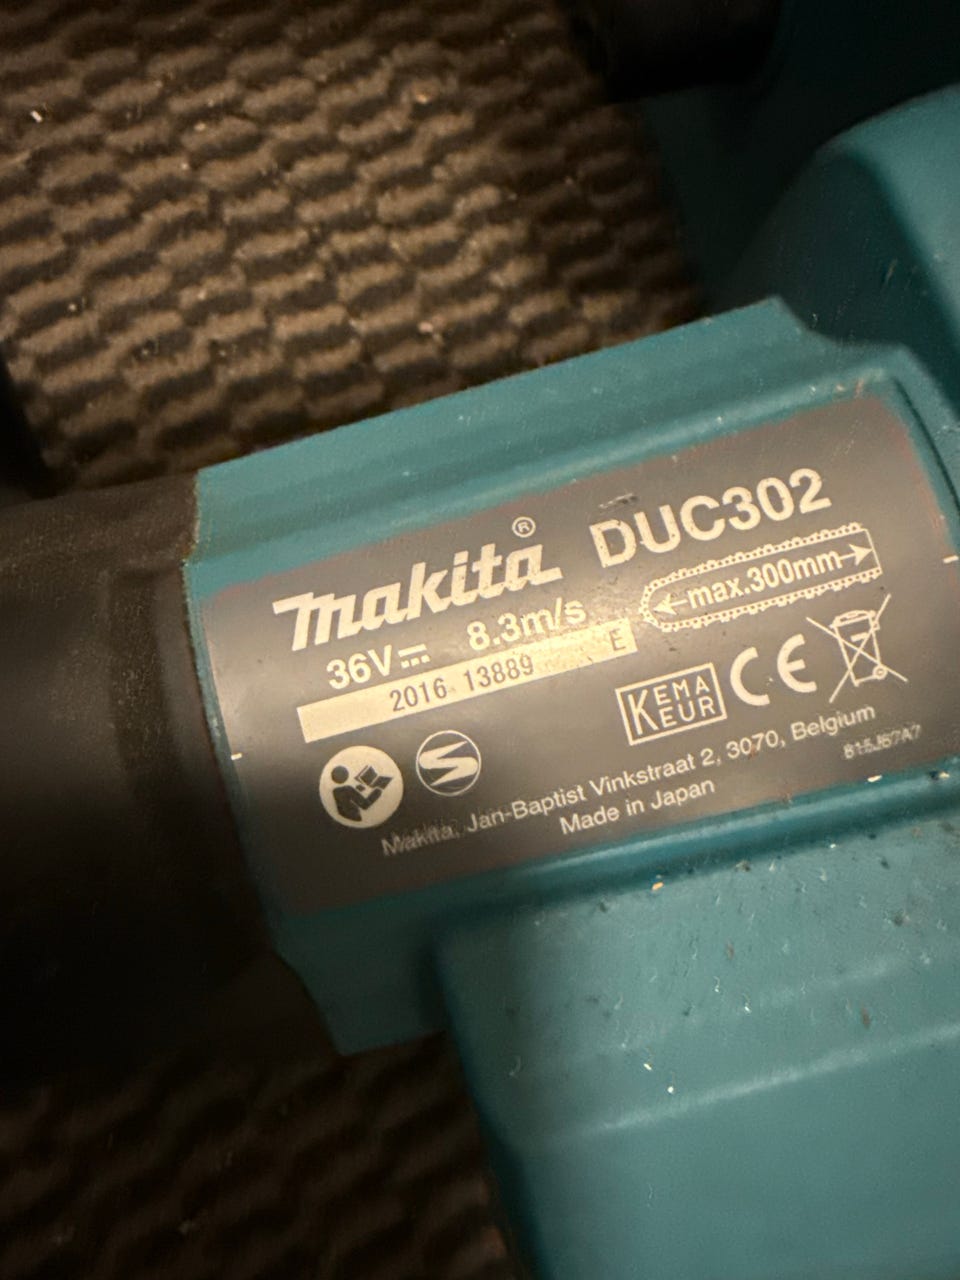 makita® DUC302
max.300mm
36V 8.3m/s
2016 13889 E
KEMA
EUR
CE
Makita, Jan-Baptist Vinkstraat 2, 3070, Belgium
Made in Japan